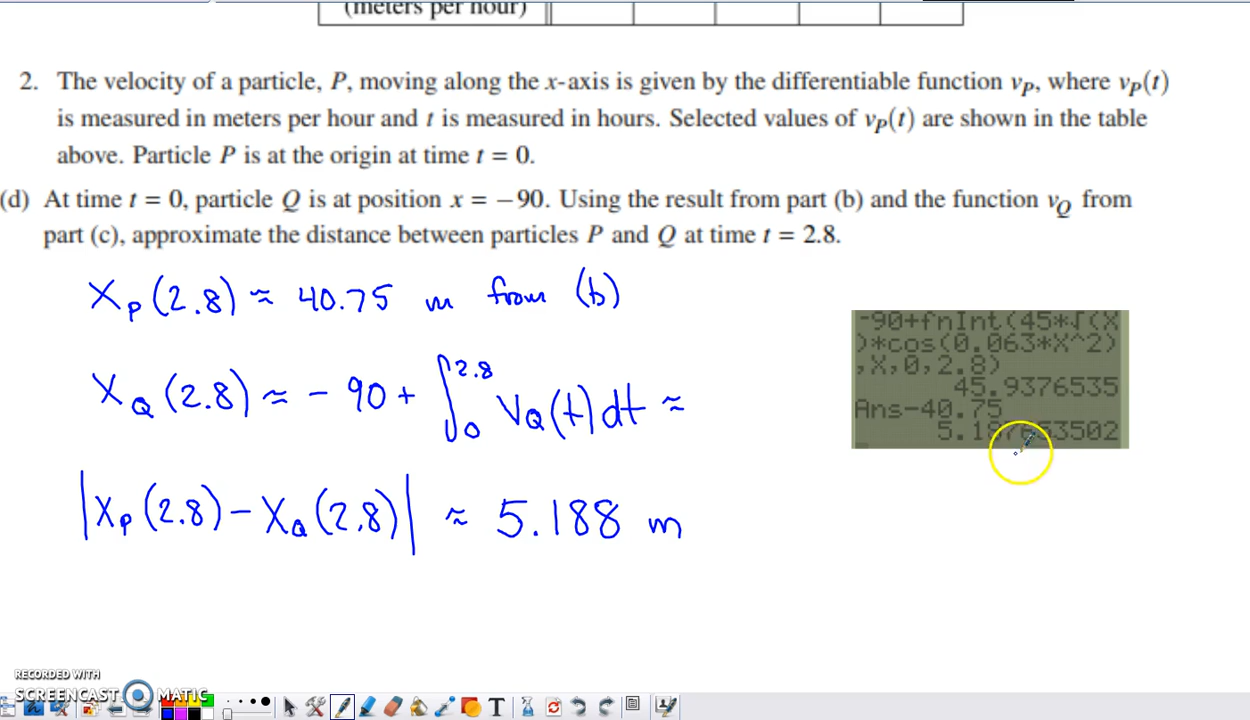 (meters per hour)
2. The velocity of a particle, P, moving along the x-axis is given by the differentiable function vP, where vP(t)
is measured in meters per hour and t is measured in hours. Selected values of vP(t) are shown in the table
above. Particle P is at the origin at time t = 0.
(d) At time t = 0, particle Q is at position x = −90. Using the result from part (b) and the function vQ from
part (c), approximate the distance between particles P and Q at time t = 2.8.
XP(2.8) ≈ 40.75 m from (b)
XQ(2.8) ≈ −90 + ∫₀^2.8 VQ(t)dt ≈
|XP(2.8) − XQ(2.8)| ≈ 5.188 m
-90+fnInt(45*√(X
)*cos(0.063*X^2)
,X,0,2.8)
45.9376535
Ans-40.75
5.187653502
RECORDED WITH
SCREENCAST MATIC
T